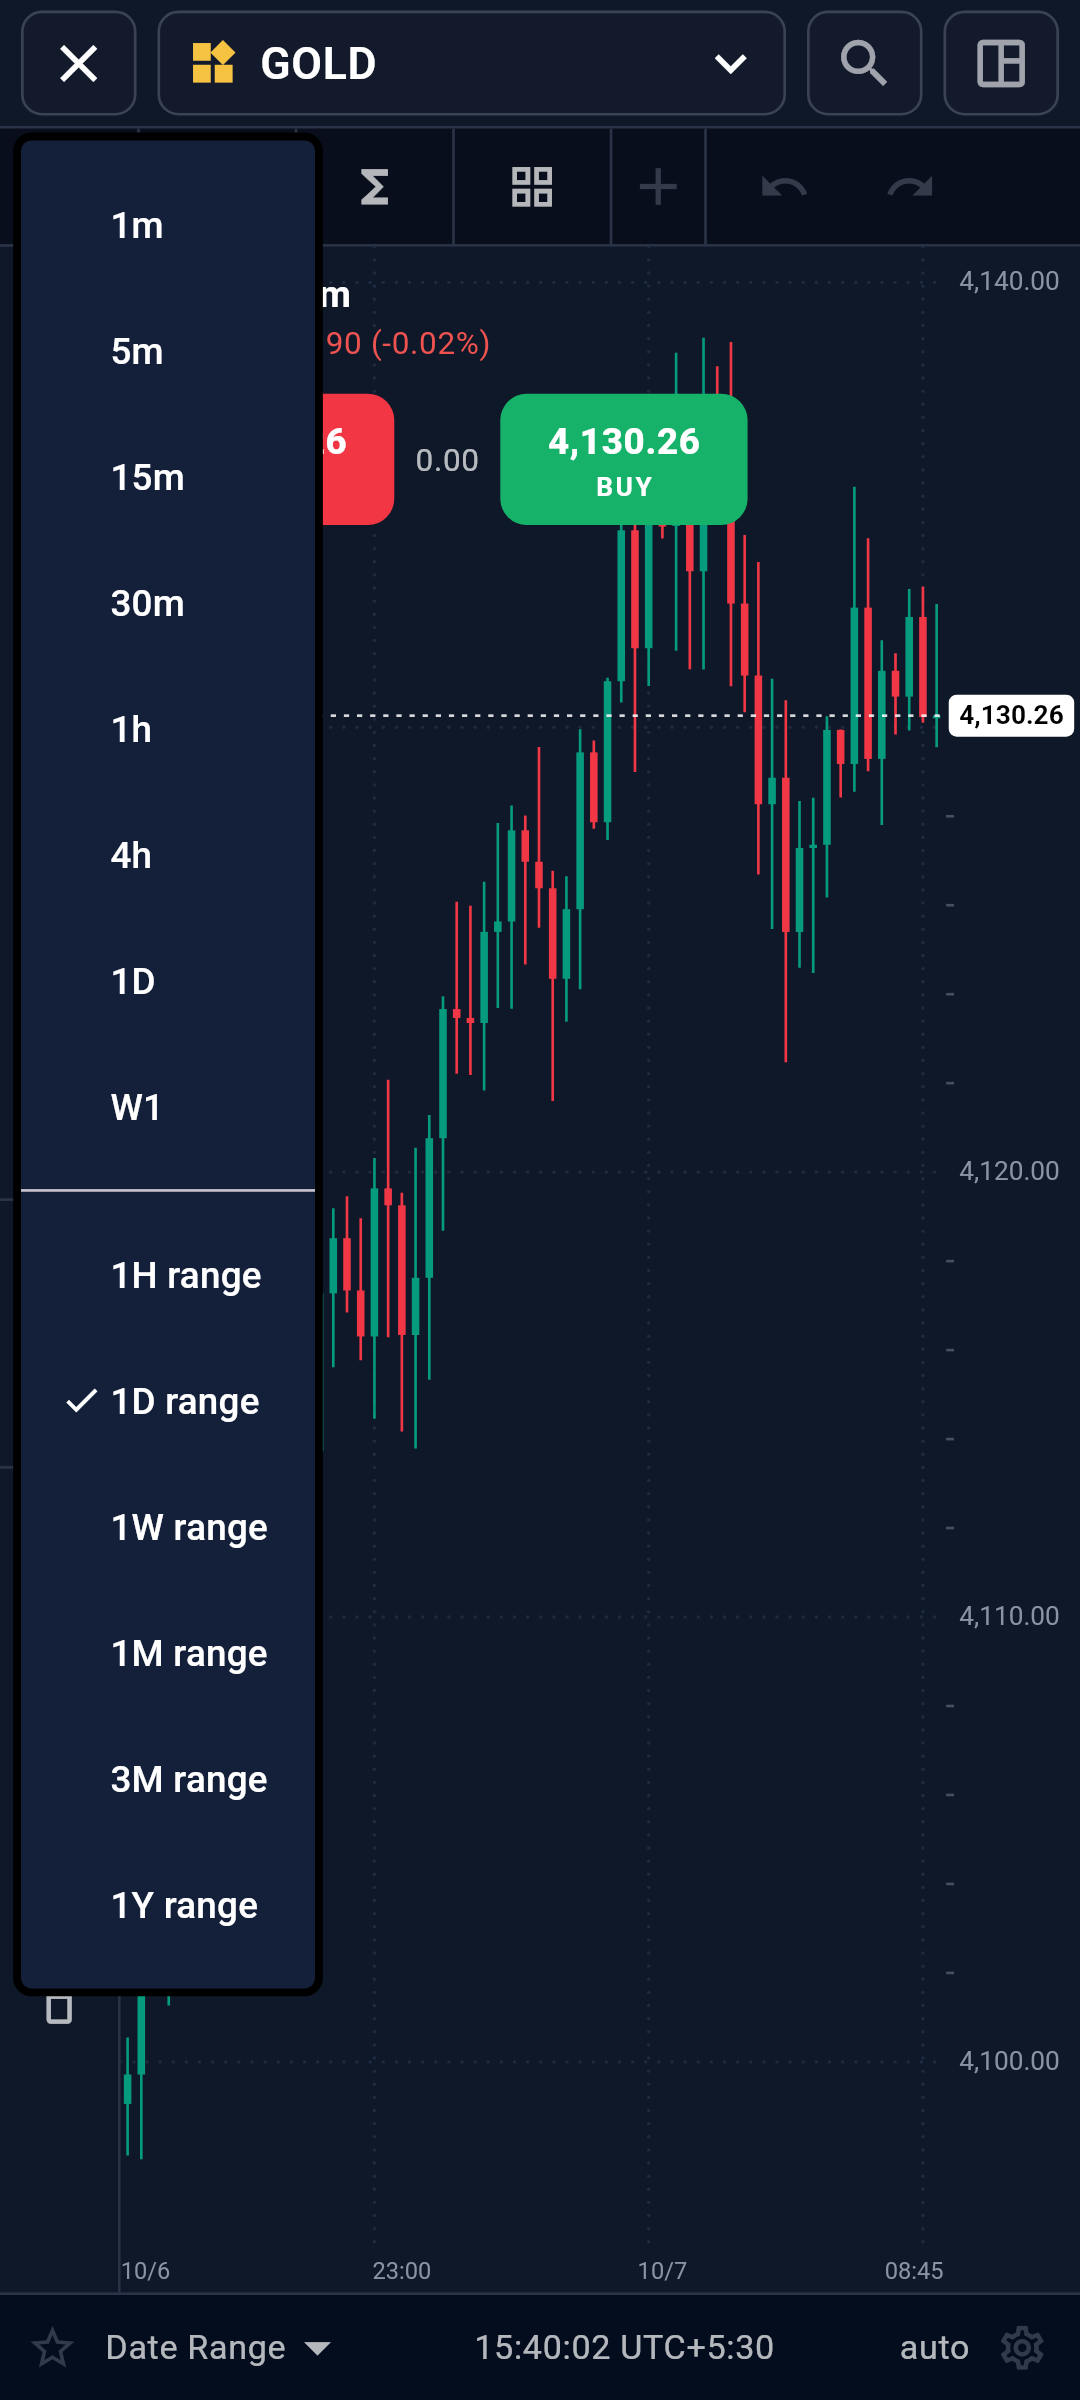 GOLD
1m
5m
15m
30m
1h
4h
1D
W1
1H range
1D range
1W range
1M range
3M range
1Y range
m
90 (-0.02%)
6
0.00
4,130.26
BUY
4,140.00
4,130.26
4,120.00
4,110.00
4,100.00
10/6 23:00 10/7 08:45
Date Range 15:40:02 UTC+5:30 auto